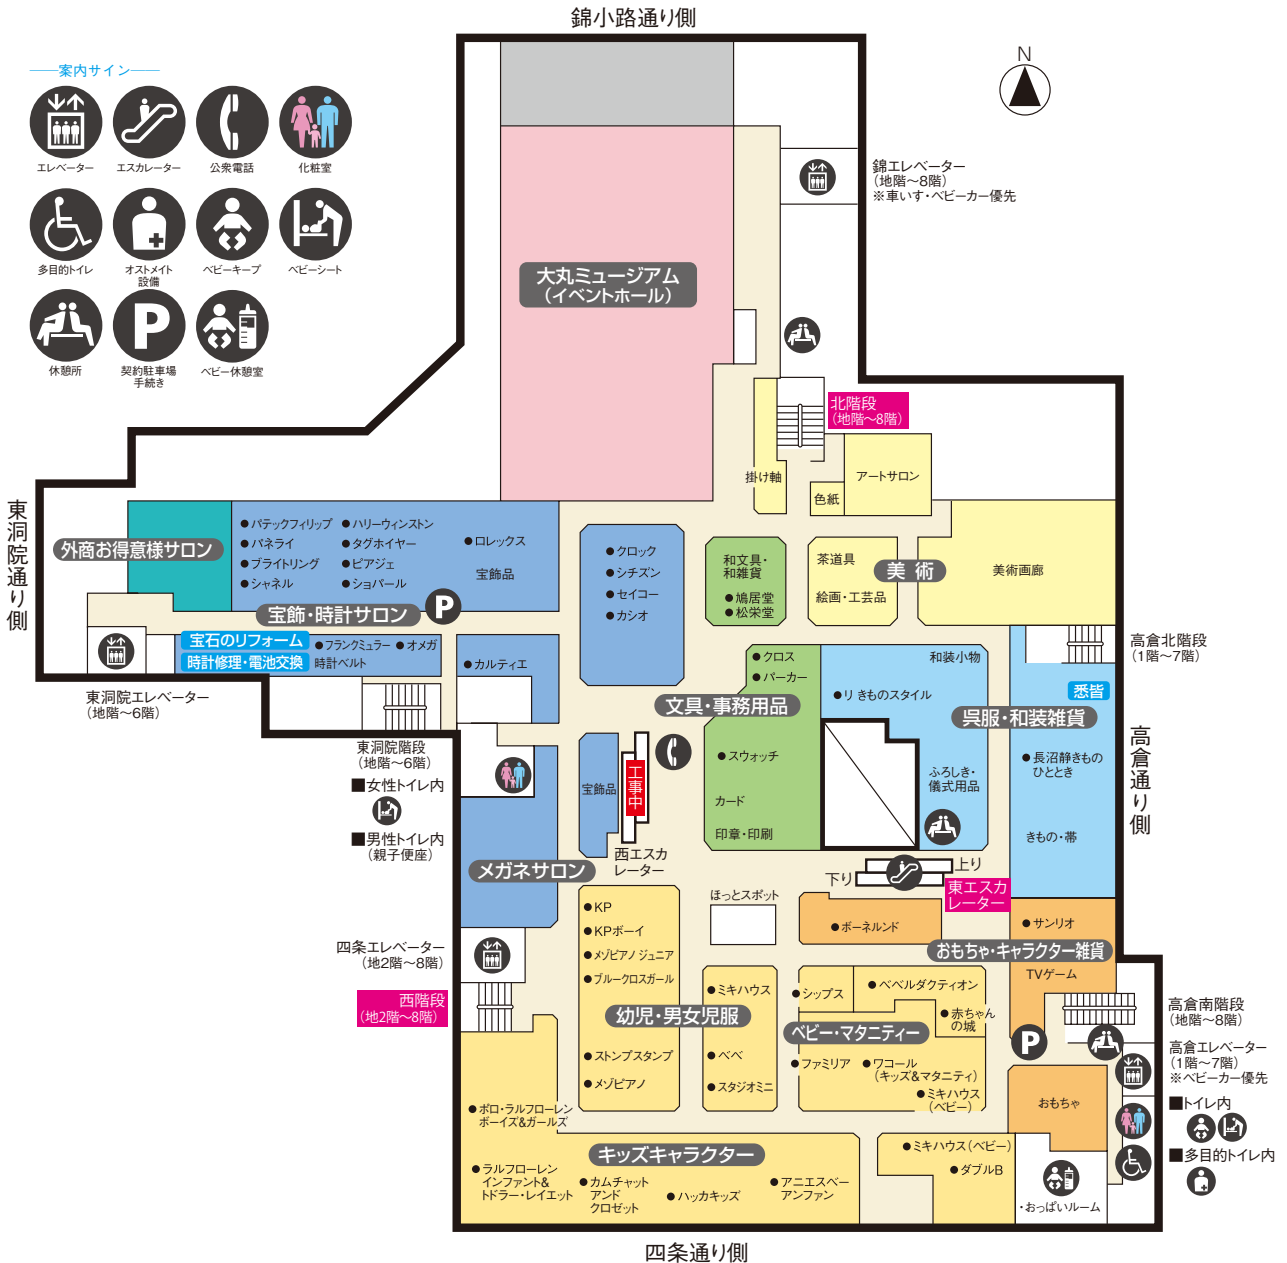 錦小路通り側
案内サイン
エレベーター
エスカレーター
公衆電話
化粧室
多目的トイレ
オストメイト
設備
ベビーキープ
ベビーシート
休憩所
P
契約駐車場
手続き
ベビー休憩室
N
錦エレベーター
(地階〜8階)
※車いす・ベビーカー優先
大丸ミュージアム
(イベントホール)
北階段
(地階〜8階)
掛け軸
色紙
アートサロン
東洞院通り側
外商お得意様サロン
●パテックフィリップ
●パネライ
●ブライトリング
●シャネル
●ハリーウィンストン
●タグホイヤー
●ピアジェ
●ショパール
●ロレックス
宝飾品
宝飾・時計サロン
P
宝石のリフォーム
時計修理・電池交換
●フランクミュラー
●オメガ
時計ベルト
●カルティエ
●クロック
●シチズン
●セイコー
●カシオ
和文具・
和雑貨
●鳩居堂
●松栄堂
茶道具
美術
絵画・工芸品
美術画廊
高倉北階段
(1階〜7階)
東洞院エレベーター
(地階〜6階)
東洞院階段
(地階〜6階)
■女性トイレ内
■男性トイレ内
(親子便座)
●クロス
●パーカー
文具・事務用品
●スウォッチ
カード
印章・印刷
和装小物
●リ きものスタイル
悉皆
呉服・和装雑貨
●長沼静きもの
ひととき
ふろしき・
儀式用品
きもの・帯
高倉通り側
宝飾品
工事中
西エスカ
レーター
メガネサロン
上り
下り
東エスカ
レーター
ほっとスポット
●ボーネルンド
●サンリオ
おもちゃ・キャラクター雑貨
TVゲーム
四条エレベーター
(地2階〜8階)
西階段
(地2階〜8階)
●KP
●KPボーイ
●メゾピアノ ジュニア
●ブルークロスガール
幼児・男女児服
●ストンプスタンプ
●メゾピアノ
●ミキハウス
●べべ
●スタジオミニ
●シップス
●ベベルダクティオン
●赤ちゃん
の城
ベビー・マタニティー
●ファミリア
●ワコール
(キッズ&マタニティ)
●ミキハウス
(ベビー)
P
高倉南階段
(地階〜8階)
高倉エレベーター
(1階〜7階)
※ベビーカー優先
■トイレ内
■多目的トイレ内
おもちゃ
●ポロ・ラルフローレン
ボーイズ&ガールズ
キッズキャラクター
●ラルフローレン
インファント&
トドラー・レイエット
●カムチャット
アンド
クロゼット
●ハッカキッズ
●アニエスベー
アンファン
●ミキハウス(ベビー)
●ダブルB
・おっぱいルーム
四条通り側